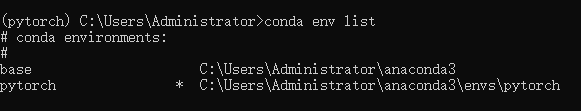 (pytorch) C:\Users\Administrator>conda env list
# conda environments:
#
base                     C:\Users\Administrator\anaconda3
pytorch               *  C:\Users\Administrator\anaconda3\envs\pytorch